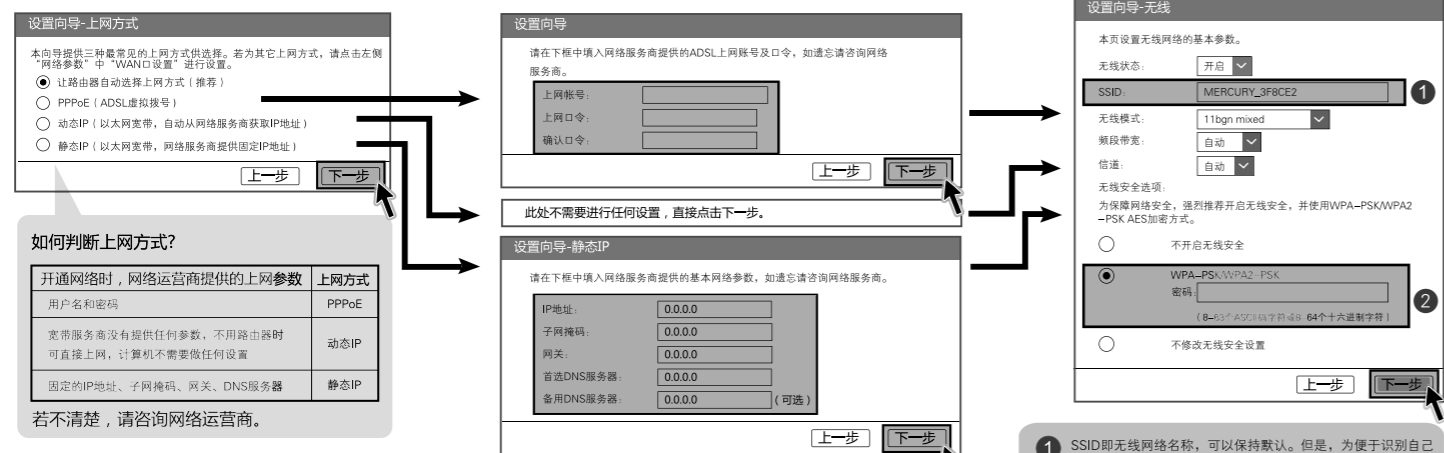 设置向导-上网方式
本向导提供三种最常见的上网方式供选择。若为其它上网方式，请点击左侧
“网络参数”中“WAN口设置”进行设置。
让路由器自动选择上网方式（推荐）
PPPoE（ADSL虚拟拨号）
动态IP（以太网宽带，自动从网络服务商获取IP地址）
静态IP（以太网宽带，网络服务商提供固定IP地址）
上一步 下一步
如何判断上网方式?
开通网络时，网络运营商提供的上网参数 上网方式
用户名和密码 PPPoE
宽带服务商没有提供任何参数，不用路由器时
可直接上网，计算机不需要做任何设置 动态IP
固定的IP地址、子网掩码、网关、DNS服务器 静态IP
若不清楚，请咨询网络运营商。
设置向导
请在下框中填入网络服务商提供的ADSL上网账号及口令，如遗忘请咨询网络
服务商。
上网帐号：
上网口令：
确认口令：
上一步 下一步
此处不需要进行任何设置，直接点击下一步。
设置向导-静态IP
请在下框中填入网络服务商提供的基本网络参数，如遗忘请咨询网络服务商。
IP地址： 0.0.0.0
子网掩码： 0.0.0.0
网关： 0.0.0.0
首选DNS服务器： 0.0.0.0
备用DNS服务器： 0.0.0.0 （可选）
上一步 下一步
设置向导-无线
本页设置无线网络的基本参数。
无线状态： 开启
SSID： MERCURY_3F8CE2 1
无线模式： 11bgn mixed
频段带宽： 自动
信道： 自动
无线安全选项：
为保障网络安全，强烈推荐开启无线安全，并使用WPA-PSK/WPA2
-PSK AES加密方式。
不开启无线安全
WPA-PSK/WPA2-PSK
密码： 2
（8-63个ASCII码字符或8-64个十六进制字符）
不修改无线安全设置
上一步 下一步
1 SSID即无线网络名称，可以保持默认。但是，为便于识别自己